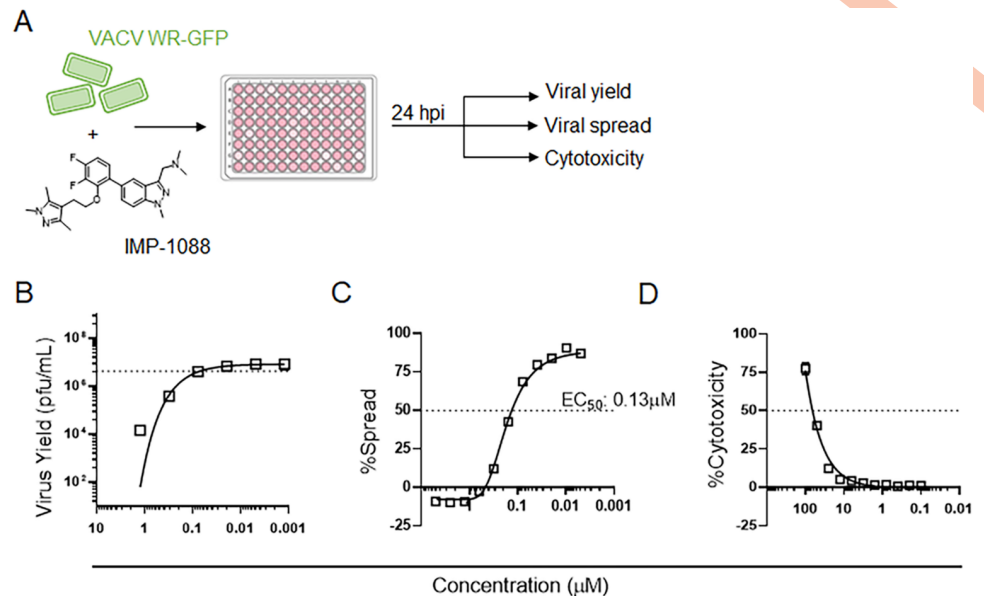 A
VACV WR-GFP
+
F
F
O
N
N
N
N
N
IMP-1088
24 hpi
Viral yield
Viral spread
Cytotoxicity
B
Virus Yield (pfu/mL)
10⁸
10⁶
10⁴
10²
10 1 0.1 0.01 0.001
C
%Spread
100
75
50
25
0
-25
EC₅₀: 0.13µM
0.1 0.01 0.001
D
%Cytotoxicity
100
75
50
25
0
-25
100 10 1 0.1 0.01
Concentration (µM)